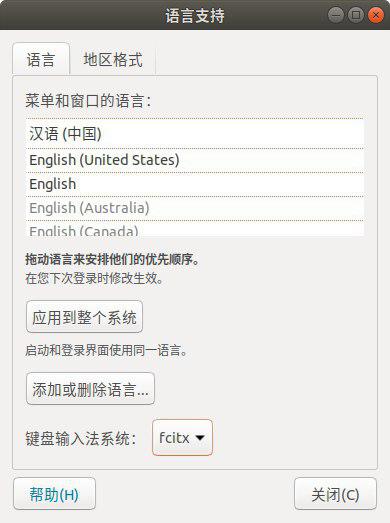 语言支持
语言
地区格式
菜单和窗口的语言：
汉语 (中国)
English (United States)
English
English (Australia)
English (Canada)
拖动语言来安排他们的优先顺序。
在您下次登录时修改生效。
应用到整个系统
启动和登录界面使用同一语言。
添加或删除语言...
键盘输入法系统：
fcitx
帮助(H)
关闭(C)